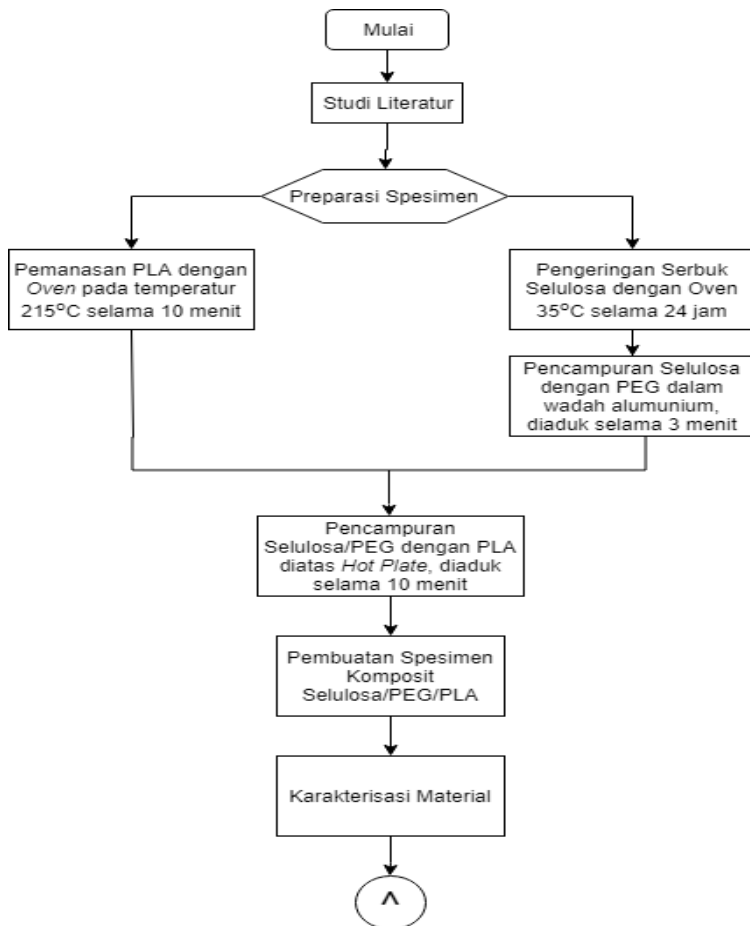 Mulai
Studi Literatur
Preparasi Spesimen
Pemanasan PLA dengan
Oven pada temperatur
215°C selama 10 menit
Pengeringan Serbuk
Selulosa dengan Oven
35°C selama 24 jam
Pencampuran Selulosa
dengan PEG dalam
wadah alumunium,
diaduk selama 3 menit
Pencampuran
Selulosa/PEG dengan PLA
diatas Hot Plate, diaduk
selama 10 menit
Pembuatan Spesimen
Komposit
Selulosa/PEG/PLA
Karakterisasi Material
^